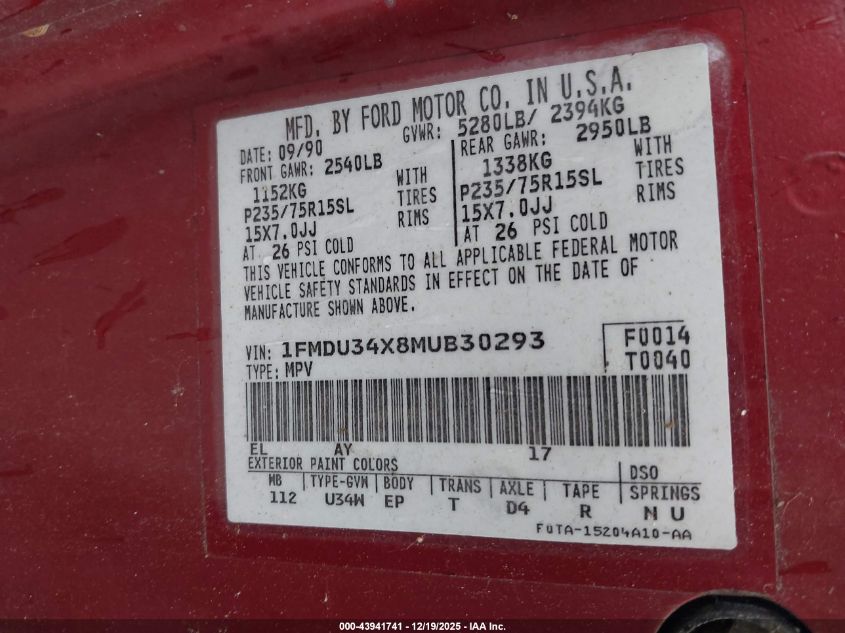 MFD. BY FORD MOTOR CO. IN U.S.A.
DATE: 09/90 GVWR: 5280LB/ 2394KG
FRONT GAWR: 2540LB REAR GAWR: 2950LB
1152KG WITH 1338KG WITH
P235/75R15SL TIRES P235/75R15SL TIRES
15X7.0JJ RIMS 15X7.0JJ RIMS
AT 26 PSI COLD AT 26 PSI COLD
THIS VEHICLE CONFORMS TO ALL APPLICABLE FEDERAL MOTOR
VEHICLE SAFETY STANDARDS IN EFFECT ON THE DATE OF
MANUFACTURE SHOWN ABOVE.
VIN: 1FMDU34X8MUB30293 F0014
TYPE: MPV T0040
EL AY 17
EXTERIOR PAINT COLORS DSO
WB TYPE-GVW BODY TRANS AXLE TAPE SPRINGS
112 U34W EP T D4 R N U
F0TA-15204A10-AA
000-43941741 - 12/19/2025 - IAA Inc.